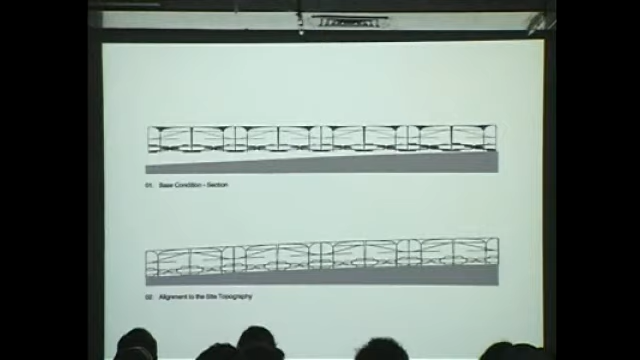 01. Base Condition - Section
02 Alignment to the Site Topography